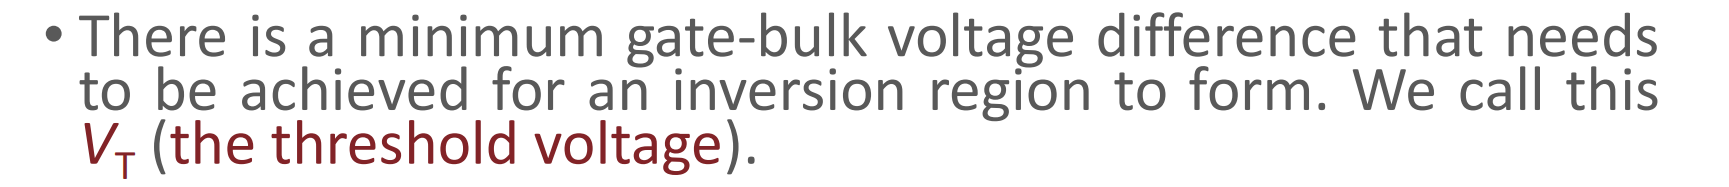 • There is a minimum gate-bulk voltage difference that needs
to be achieved for an inversion region to form. We call this
V_T (the threshold voltage).